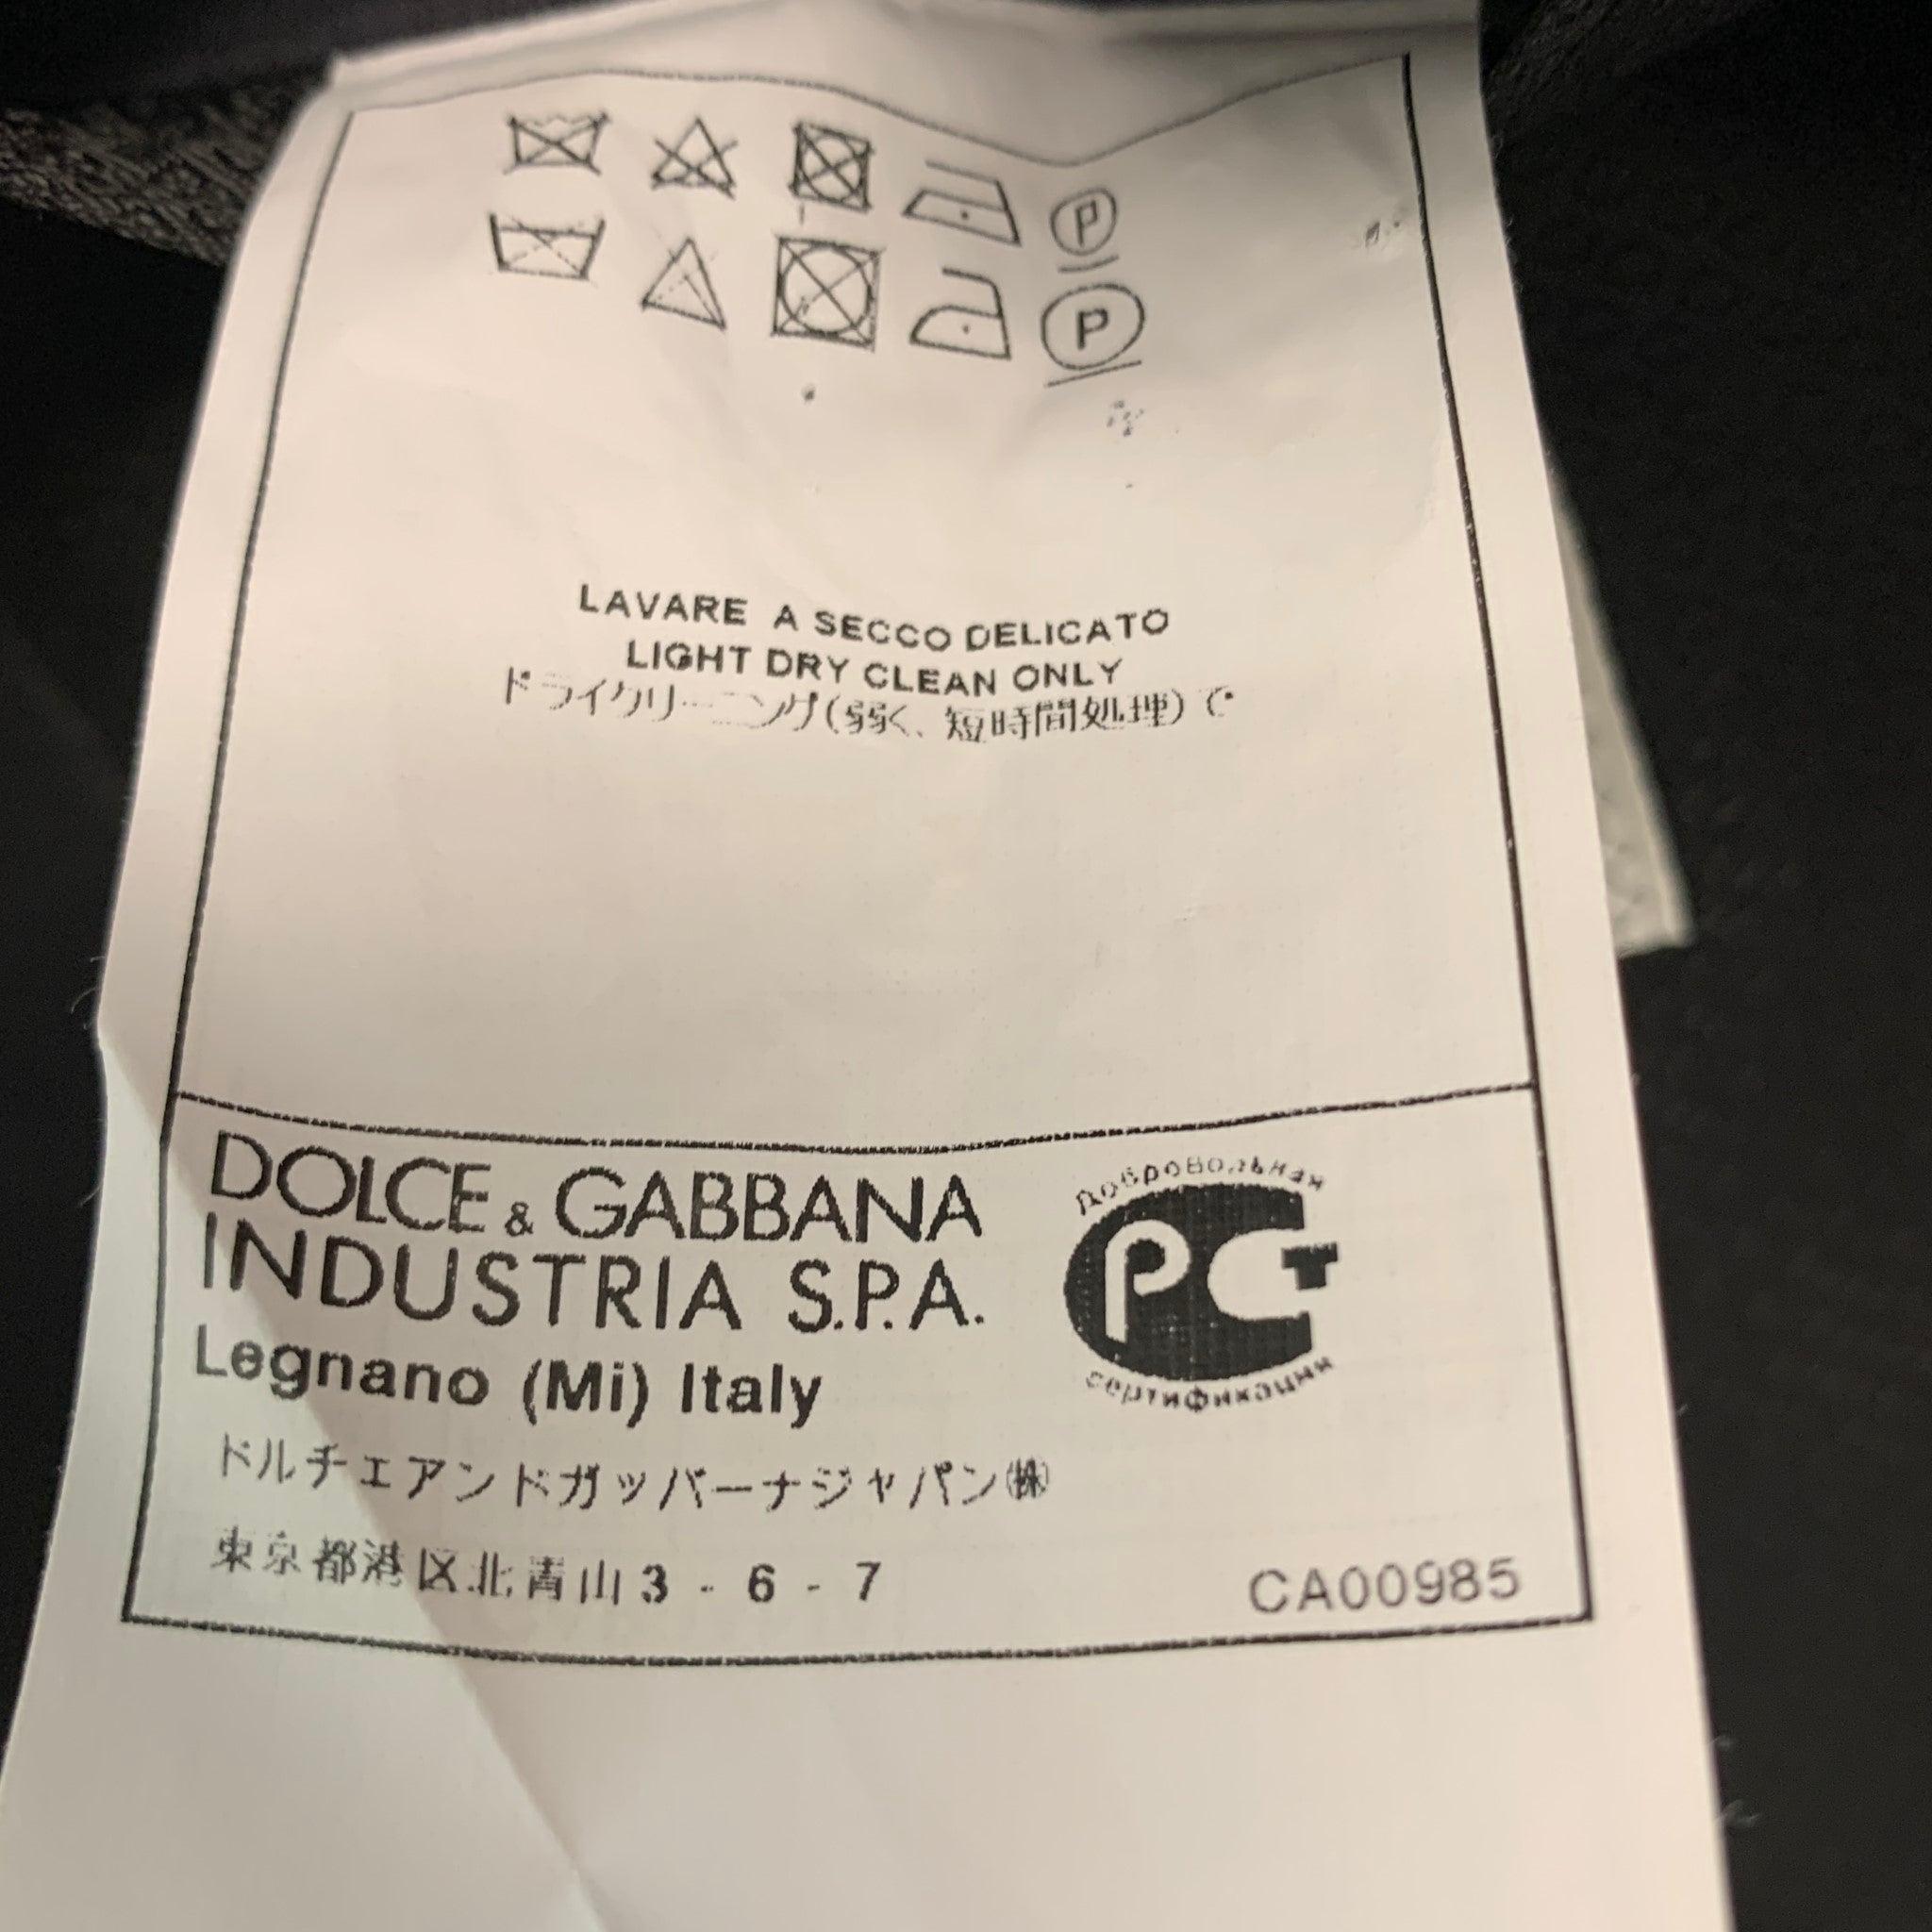 P
P
LAVARE A SECCO DELICATO
LIGHT DRY CLEAN ONLY
ドライクリーニング(弱く、短時間処理)で
DOLCE & GABBANA
INDUSTRIA S.P.A.
Legnano (Mi) Italy
Добровольная
РСТ
сертификация
ドルチェアンドガッバーナジャパン㈱
東京都港区北青山3-6-7
CA00985